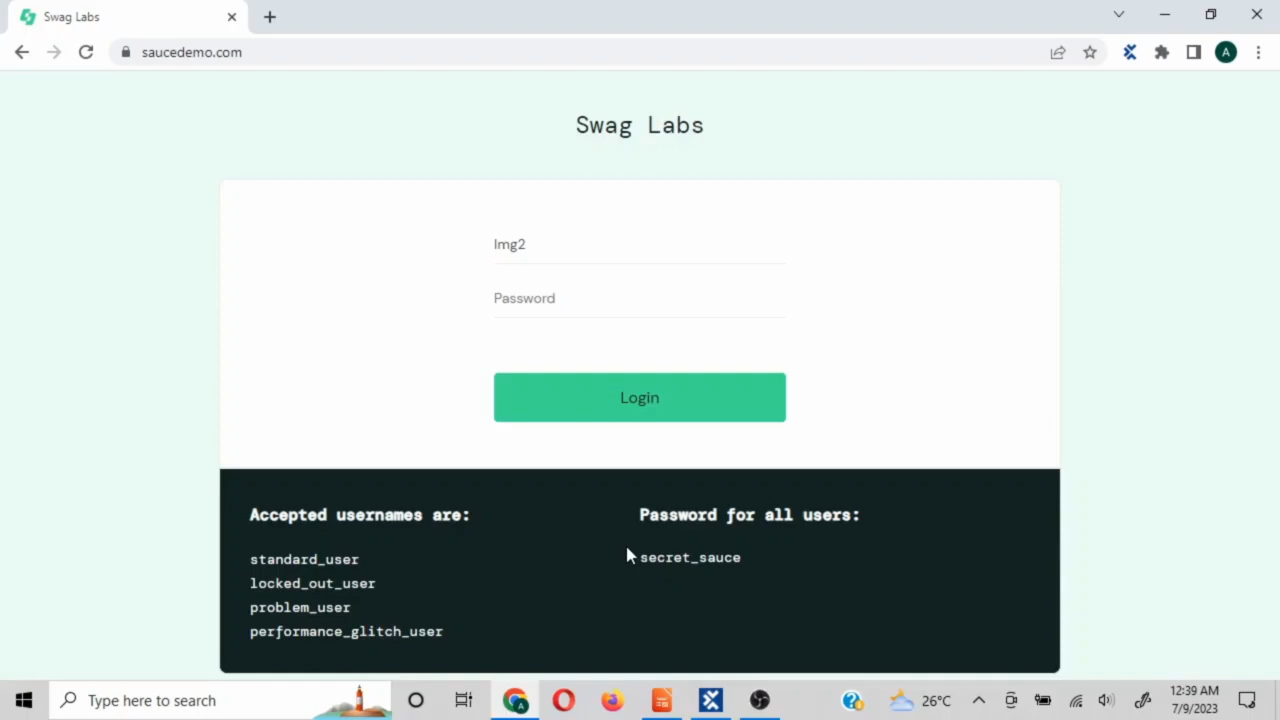 Swag Labs
saucedemo.com
A
Swag Labs
Img2
Password
Login
Accepted usernames are:
standard_user
locked_out_user
problem_user
performance_glitch_user
Password for all users:
secret_sauce
Type here to search
A
26°C
12:39 AM
7/9/2023